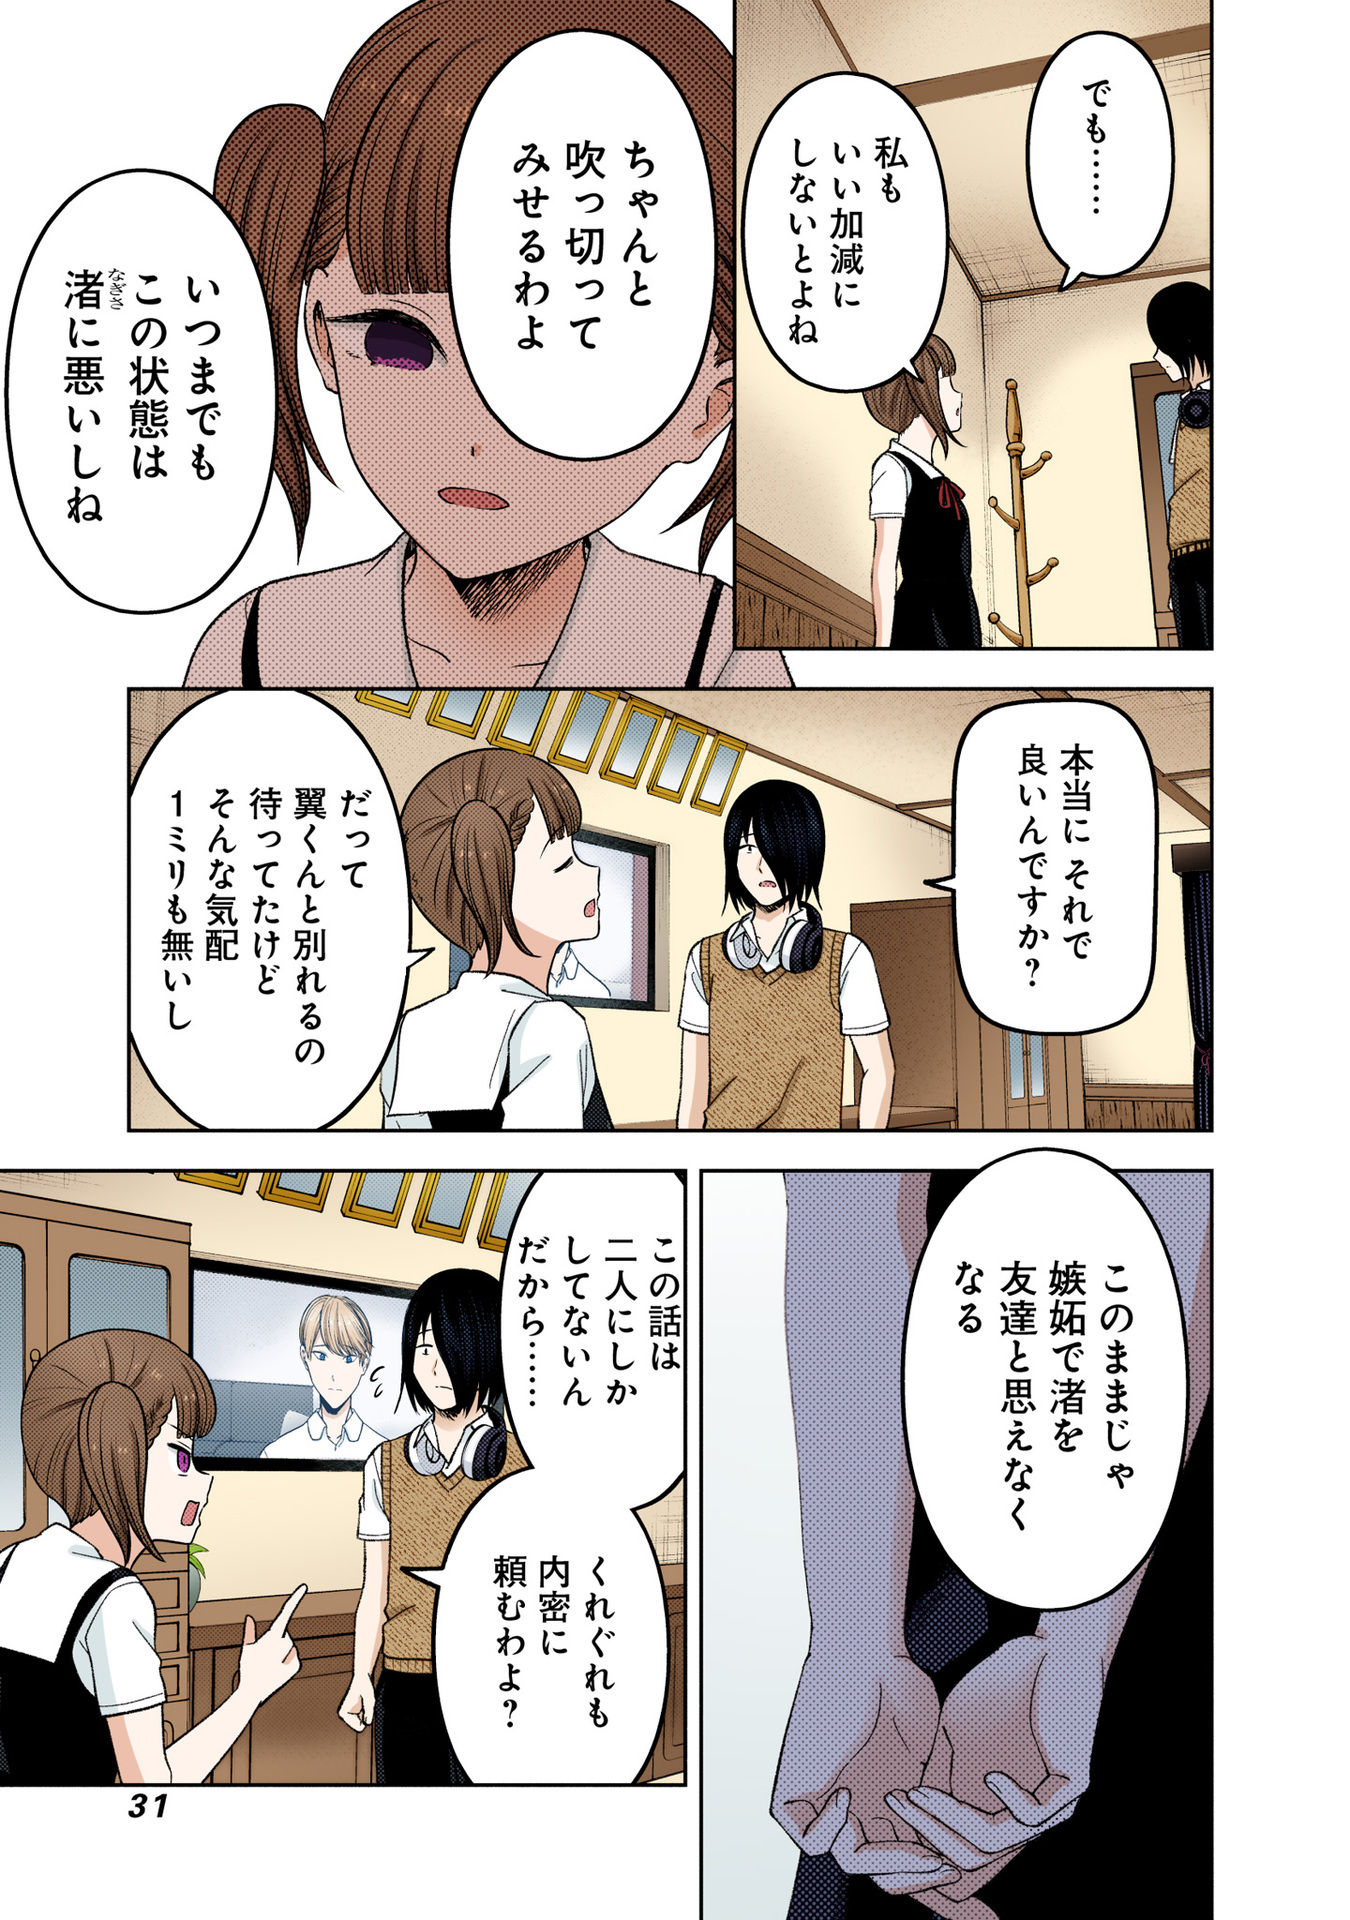 でも……
私も
いい加減に
しないとよね
ちゃんと
吹っ切って
みせるわよ
いつまでも
この状態は
渚に悪いしね
なぎさ
本当に それで
良いんですか？
だって
翼くんと別れるの
待ってたけど
そんな気配
1ミリも無いし
このままじゃ
嫉妬で渚を
友達と思えなく
なる
この話は
二人にしか
してないん
だから……
くれぐれも
内密に
頼むわよ？
31